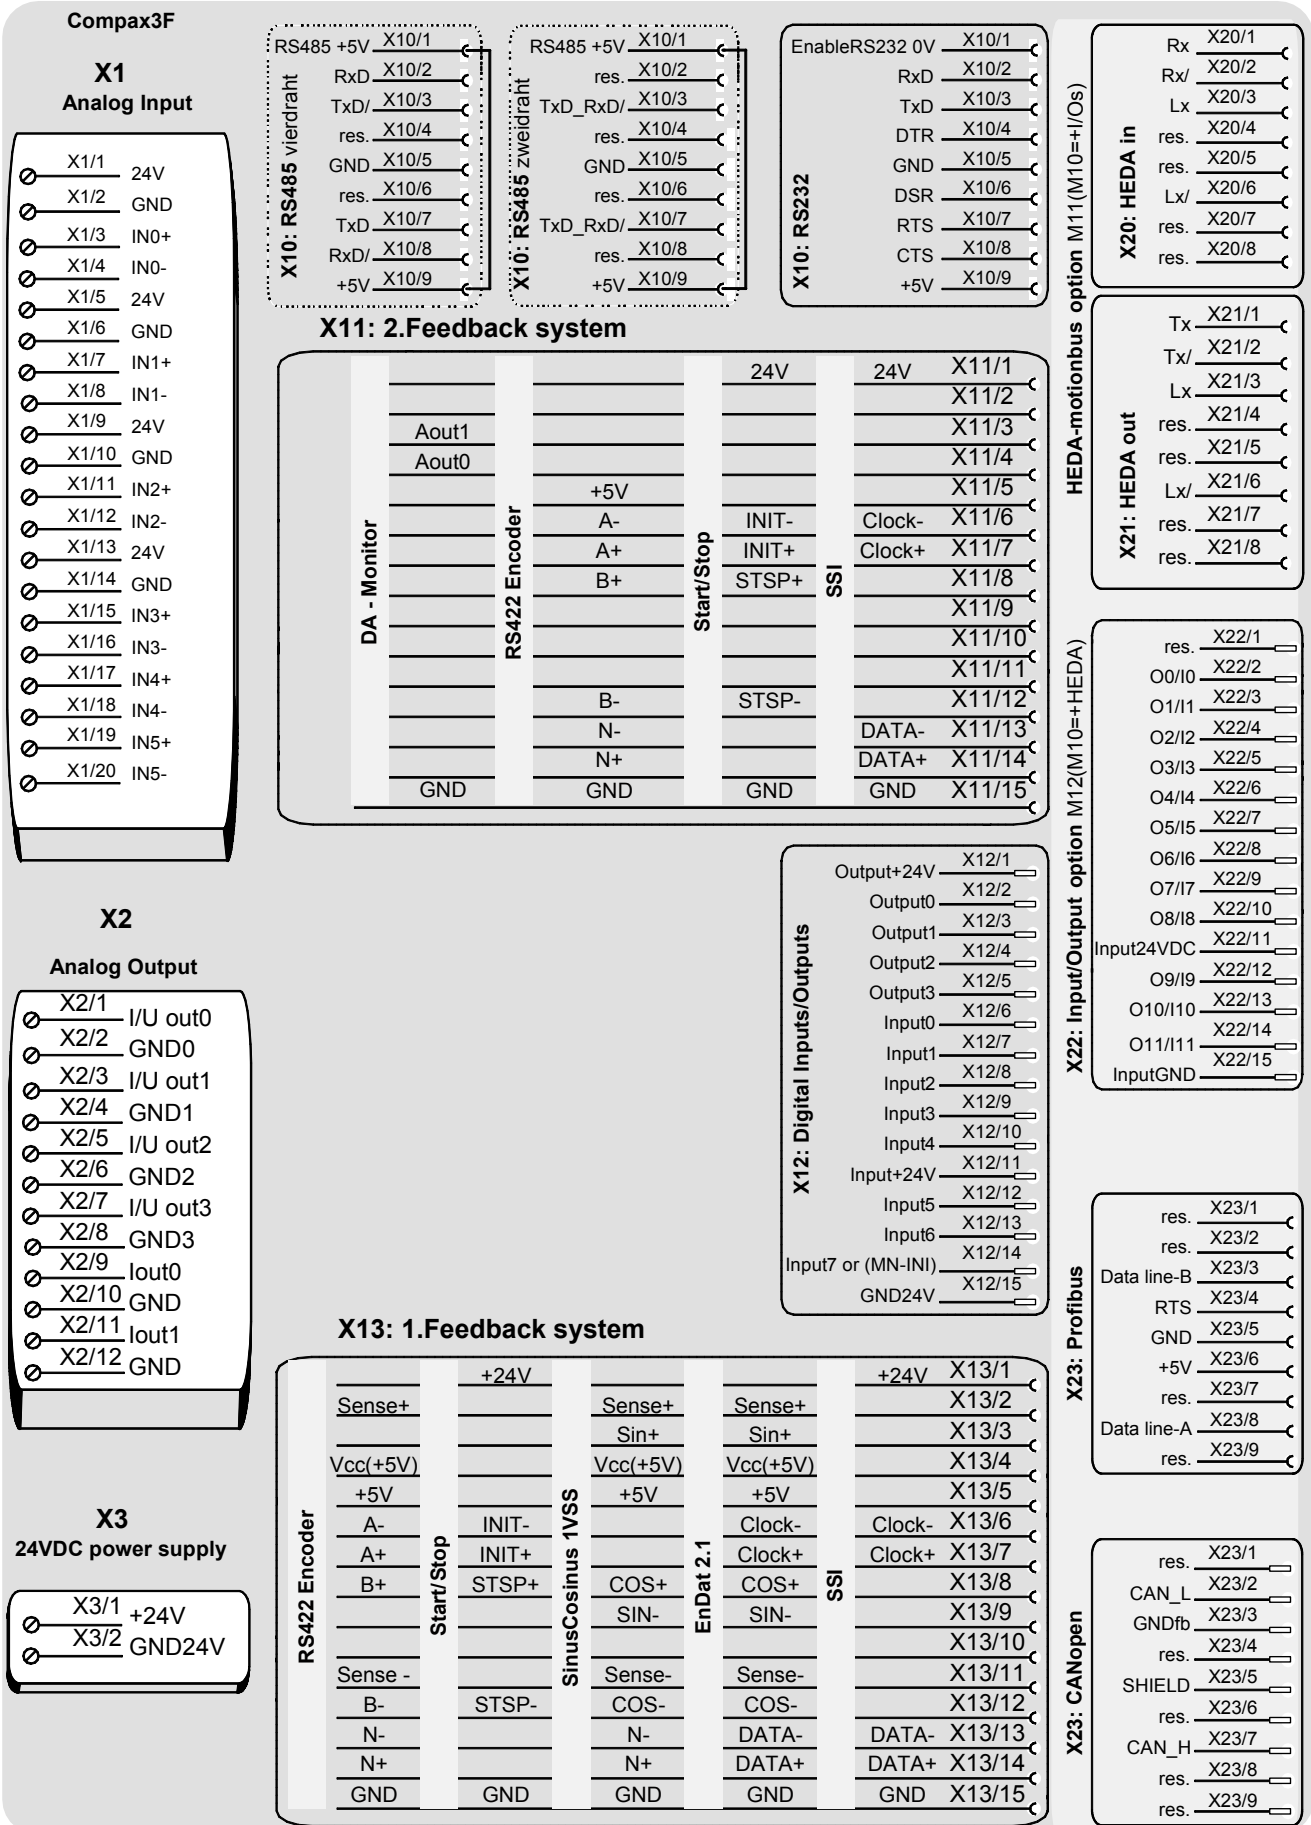 Compax3F
X1
Analog Input
X1/1 24V
X1/2 GND
X1/3 IN0+
X1/4 IN0-
X1/5 24V
X1/6 GND
X1/7 IN1+
X1/8 IN1-
X1/9 24V
X1/10 GND
X1/11 IN2+
X1/12 IN2-
X1/13 24V
X1/14 GND
X1/15 IN3+
X1/16 IN3-
X1/17 IN4+
X1/18 IN4-
X1/19 IN5+
X1/20 IN5-
X2
Analog Output
X2/1 I/U out0
X2/2 GND0
X2/3 I/U out1
X2/4 GND1
X2/5 I/U out2
X2/6 GND2
X2/7 I/U out3
X2/8 GND3
X2/9 Iout0
X2/10 GND
X2/11 Iout1
X2/12 GND
X3
24VDC power supply
X3/1 +24V
X3/2 GND24V
X10: RS485 vierdraht
RS485 +5V X10/1
RxD X10/2
TxD/ X10/3
res. X10/4
GND X10/5
res. X10/6
TxD X10/7
RxD/ X10/8
+5V X10/9
X10: RS485 zweidraht
RS485 +5V X10/1
res. X10/2
TxD_RxD/ X10/3
res. X10/4
GND X10/5
res. X10/6
TxD_RxD/ X10/7
res. X10/8
+5V X10/9
X10: RS232
EnableRS232 0V X10/1
RxD X10/2
TxD X10/3
DTR X10/4
GND X10/5
DSR X10/6
RTS X10/7
CTS X10/8
+5V X10/9
X11: 2.Feedback system
DA - Monitor
RS422 Encoder
Start/Stop
SSI
24V 24V X11/1
X11/2
Aout1 X11/3
Aout0 X11/4
+5V X11/5
A- INIT- Clock- X11/6
A+ INIT+ Clock+ X11/7
B+ STSP+ X11/8
X11/9
X11/10
X11/11
B- STSP- X11/12
N- DATA- X11/13
N+ DATA+ X11/14
GND GND GND GND X11/15
X12: Digital Inputs/Outputs
Output+24V X12/1
Output0 X12/2
Output1 X12/3
Output2 X12/4
Output3 X12/5
Input0 X12/6
Input1 X12/7
Input2 X12/8
Input3 X12/9
Input4 X12/10
Input+24V X12/11
Input5 X12/12
Input6 X12/13
Input7 or (MN-INI) X12/14
GND24V X12/15
X13: 1.Feedback system
RS422 Encoder
Start/Stop
SinusCosinus 1VSS
EnDat 2.1
SSI
+24V +24V X13/1
Sense+ Sense+ Sense+ X13/2
Sin+ Sin+ X13/3
Vcc(+5V) Vcc(+5V) Vcc(+5V) X13/4
+5V +5V +5V X13/5
A- INIT- Clock- Clock- X13/6
A+ INIT+ Clock+ Clock+ X13/7
B+ STSP+ COS+ COS+ X13/8
SIN- SIN- X13/9
X13/10
Sense - Sense- Sense- X13/11
B- STSP- COS- COS- X13/12
N- N- DATA- DATA- X13/13
N+ N+ DATA+ DATA+ X13/14
GND GND GND GND GND X13/15
HEDA-motionbus option M11(M10=+I/Os)
X20: HEDA in
Rx X20/1
Rx/ X20/2
Lx X20/3
res. X20/4
res. X20/5
Lx/ X20/6
res. X20/7
res. X20/8
X21: HEDA out
Tx X21/1
Tx/ X21/2
Lx X21/3
res. X21/4
res. X21/5
Lx/ X21/6
res. X21/7
res. X21/8
X22: Input/Output option M12(M10=+HEDA)
res. X22/1
O0/I0 X22/2
O1/I1 X22/3
O2/I2 X22/4
O3/I3 X22/5
O4/I4 X22/6
O5/I5 X22/7
O6/I6 X22/8
O7/I7 X22/9
O8/I8 X22/10
Input24VDC X22/11
O9/I9 X22/12
O10/I10 X22/13
O11/I11 X22/14
InputGND X22/15
X23: Profibus
res. X23/1
res. X23/2
Data line-B X23/3
RTS X23/4
GND X23/5
+5V X23/6
res. X23/7
Data line-A X23/8
res. X23/9
X23: CANopen
res. X23/1
CAN_L X23/2
GNDfb X23/3
res. X23/4
SHIELD X23/5
res. X23/6
CAN_H X23/7
res. X23/8
res. X23/9